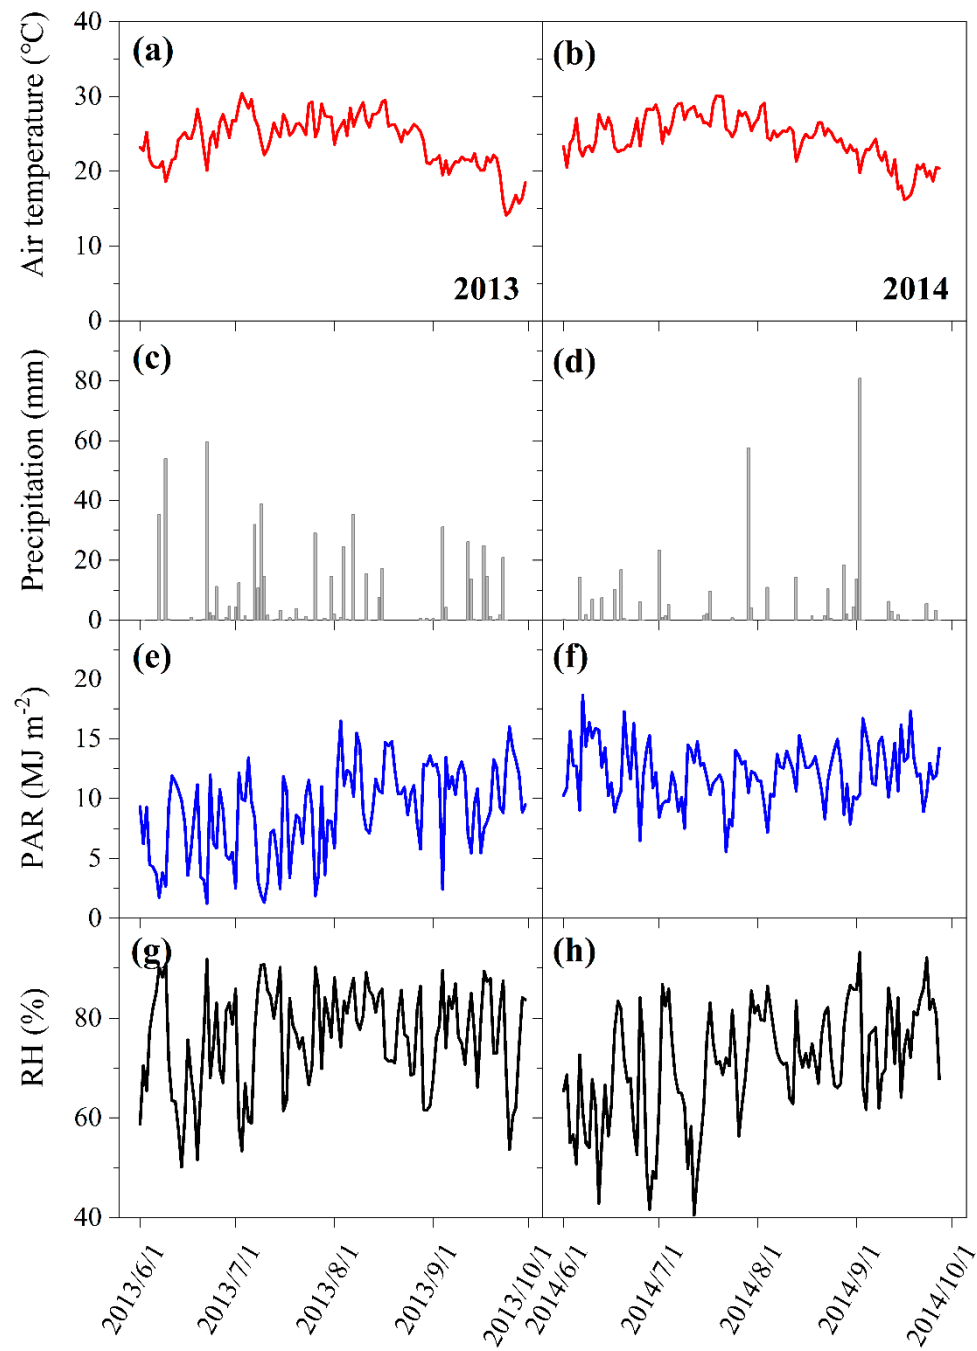 Air temperature (°C)
40
30
20
10
0
(a)
2013
(b)
2014
Precipitation (mm)
80
60
40
20
0
(c)
(d)
PAR (MJ m-2)
20
15
10
5
0
(e)
(f)
RH (%)
80
60
40
(g)
(h)
2013/6/1
2013/7/1
2013/8/1
2013/9/1
2013/10/1
2014/6/1
2014/7/1
2014/8/1
2014/9/1
2014/10/1